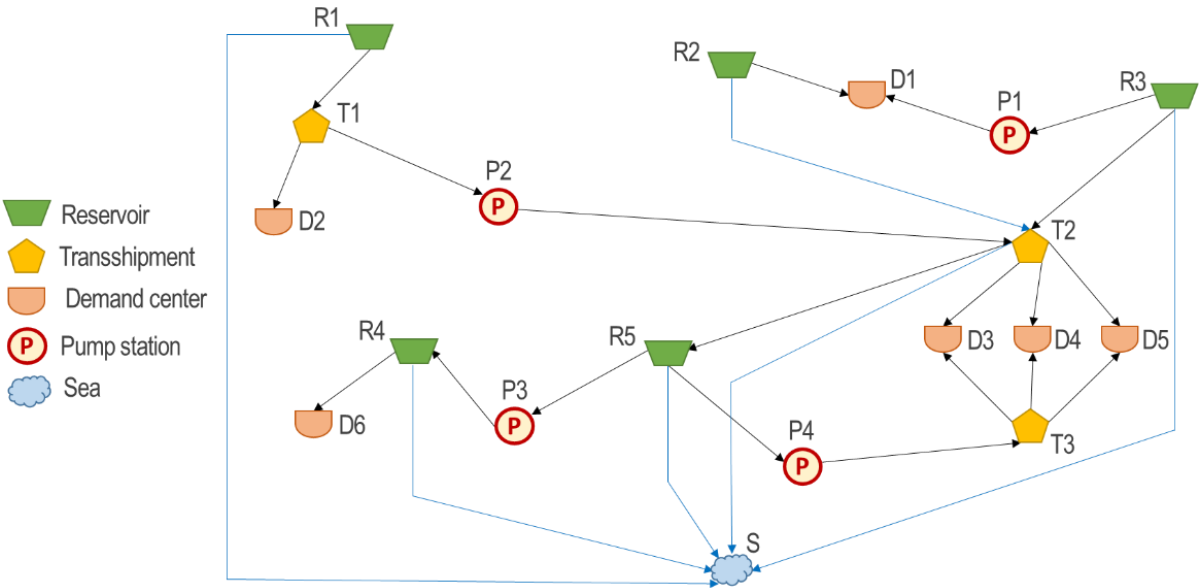 R1
R2
D1
R3
P1
T1
P
P2
P
D2
T2
Reservoir
Transshipment
Demand center
P Pump station
Sea
R4
R5
D3
D4
D5
P3
P
D6
P4
P
T3
S